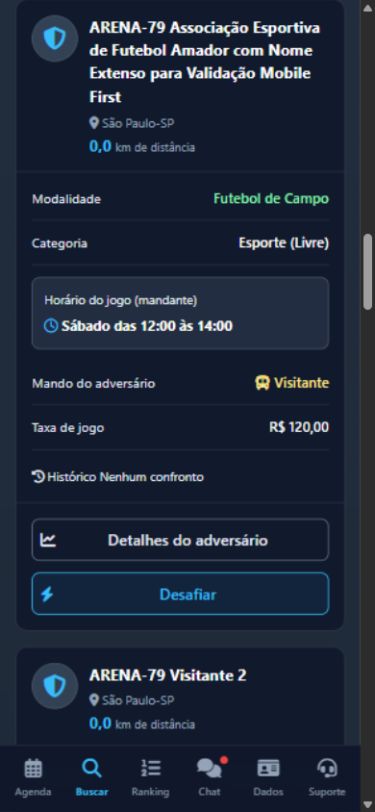 ARENA-79 Associação Esportiva
de Futebol Amador com Nome
Extenso para Validação Mobile
First
São Paulo-SP
0,0 km de distância
Modalidade Futebol de Campo
Categoria Esporte (Livre)
Horário do jogo (mandante)
Sábado das 12:00 às 14:00
Mando do adversário Visitante
Taxa de jogo R$ 120,00
Histórico Nenhum confronto
Detalhes do adversário
Desafiar
ARENA-79 Visitante 2
São Paulo-SP
0,0 km de distância
Agenda Buscar Ranking Chat Dados Suporte